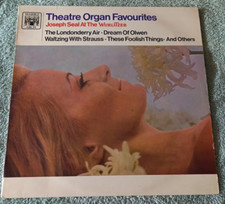 Theatre Organ Favourites
Joseph Seal At The WURLITZER
The Londonderry Air · Dream Of Olwen
Waltzing With Strauss · These Foolish Things · And Others